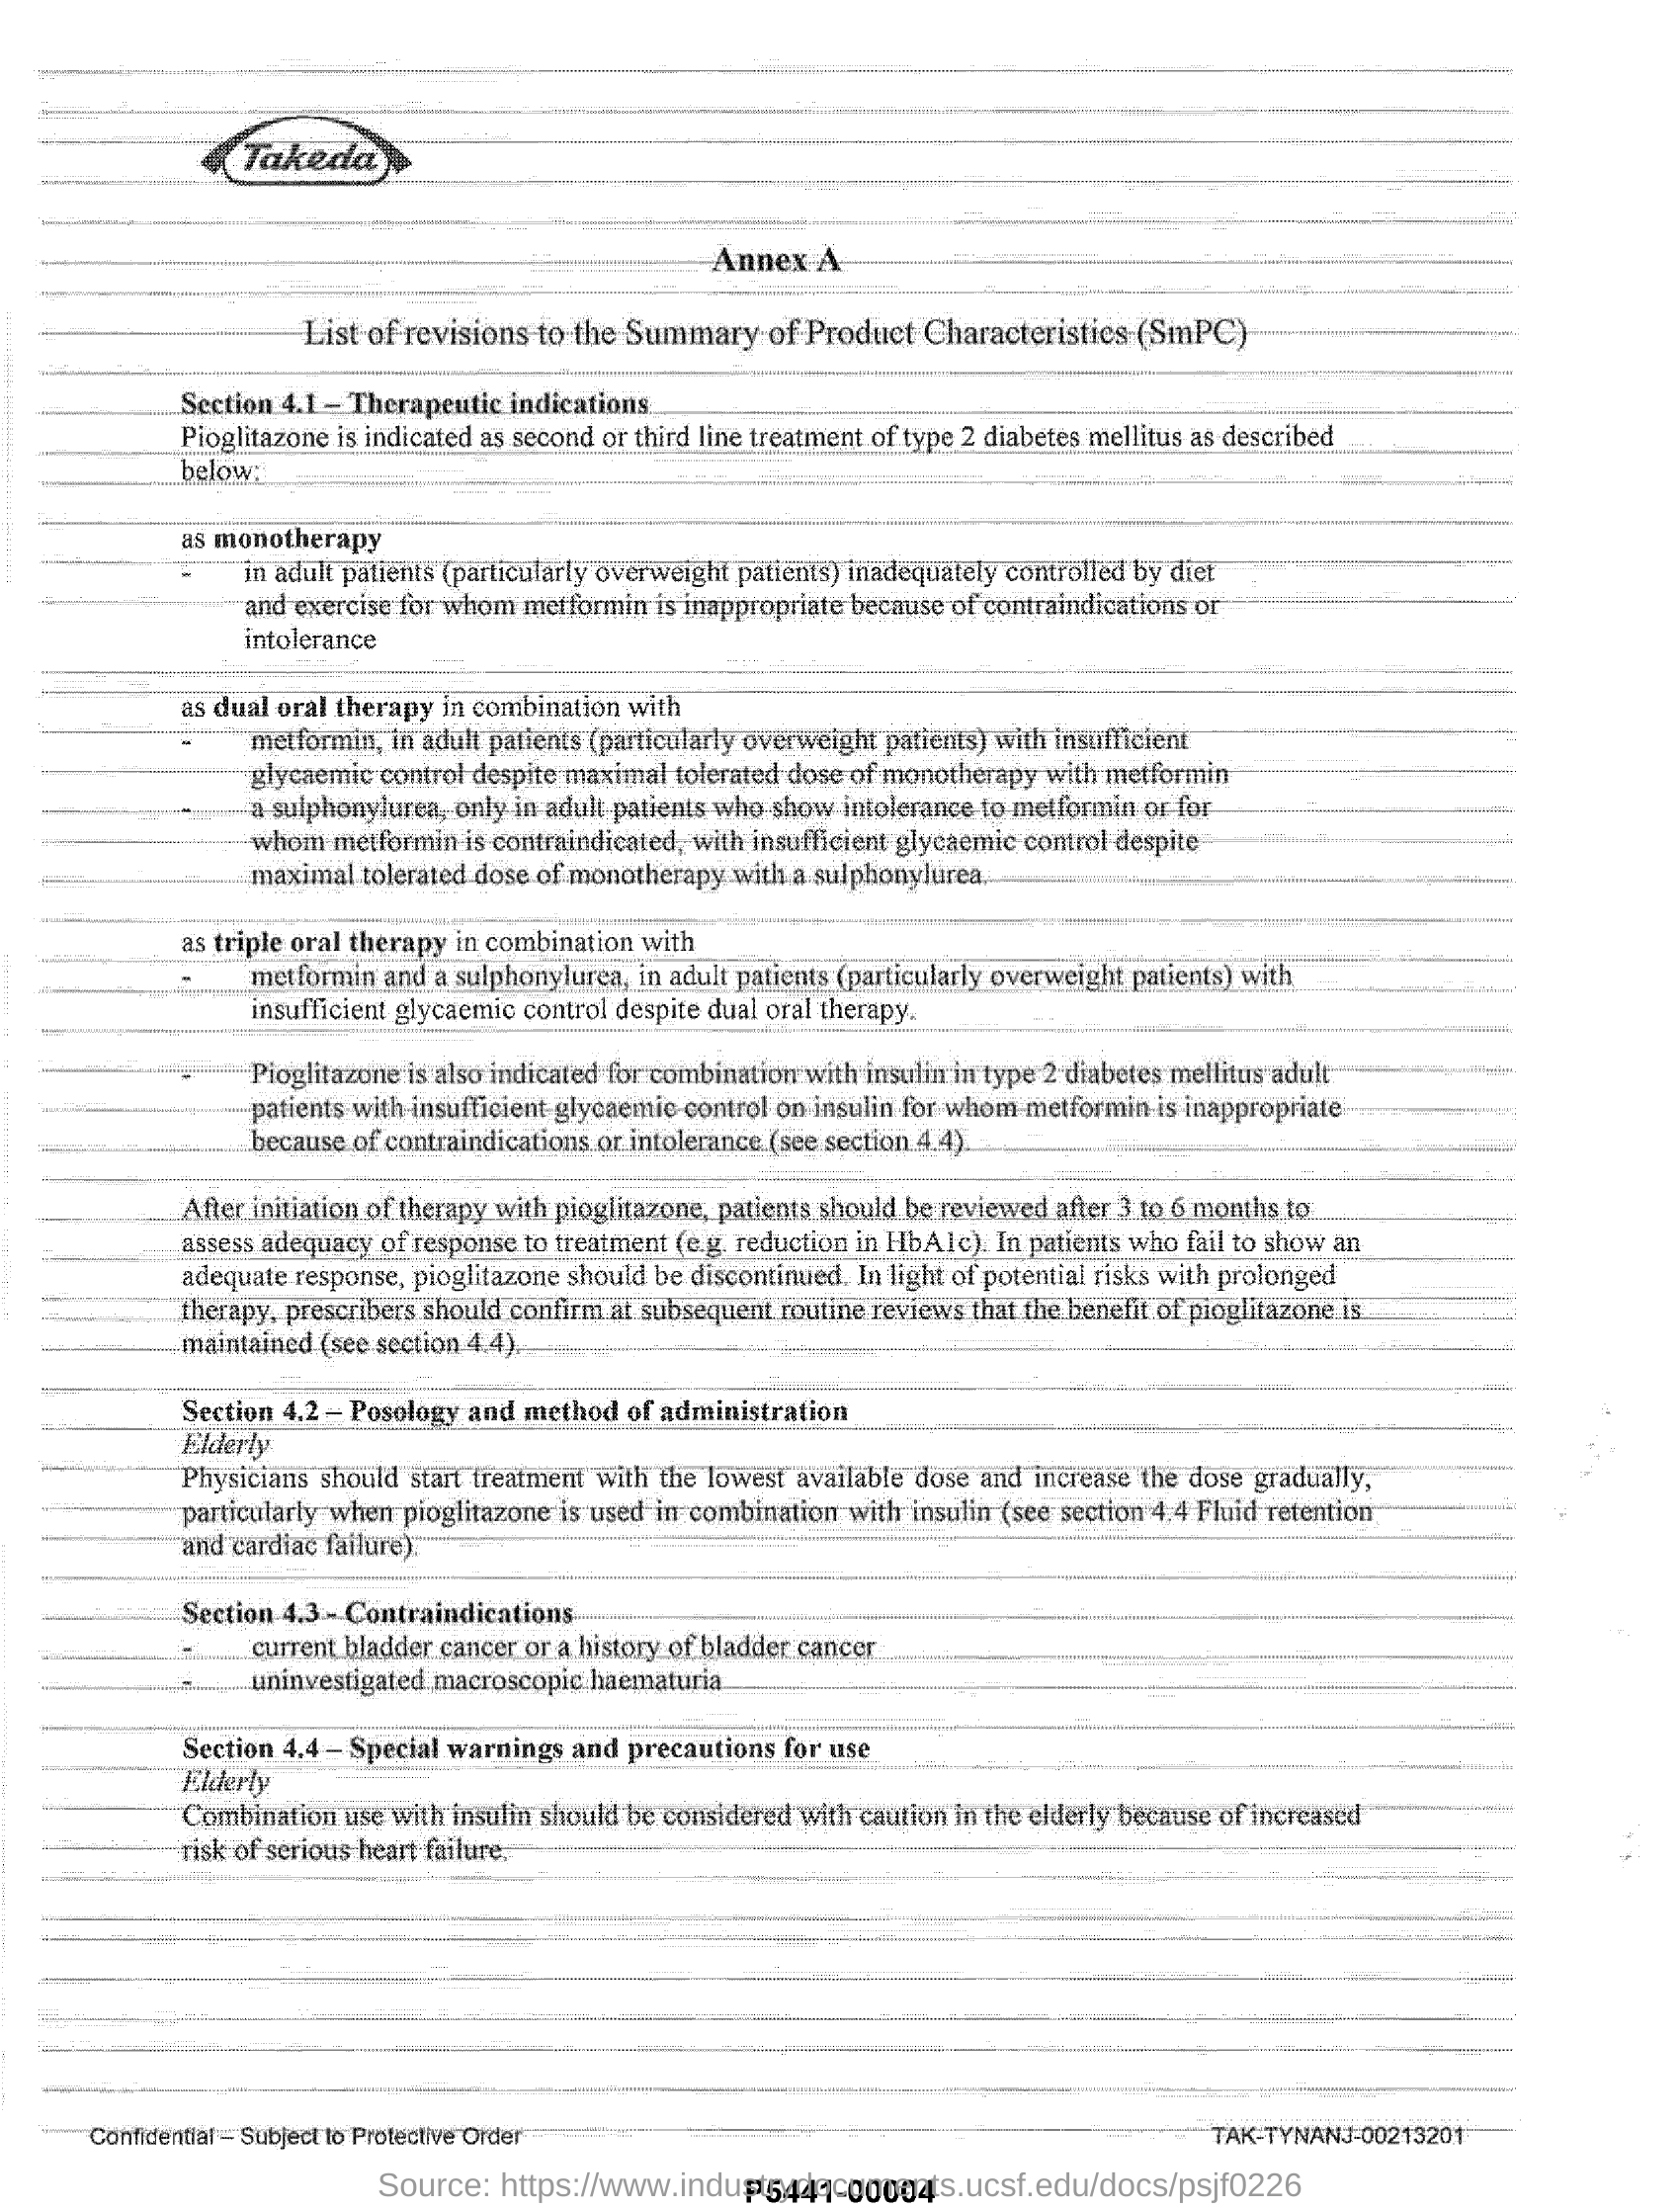 Takeda
Annex A
List of revisions to the Summary of Product Characteristics (SmPC)
Section 4.1 – Therapeutic indications
Pioglitazone is indicated as second or third line treatment of type 2 diabetes mellitus as described
below:
as monotherapy
- in adult patients (particularly overweight patients) inadequately controlled by diet
and exercise for whom metformin is inappropriate because of contraindications or
intolerance
as dual oral therapy in combination with
- metformin, in adult patients (particularly overweight patients) with insufficient
glycaemic control despite maximal tolerated dose of monotherapy with metformin
- a sulphonylurea, only in adult patients who show intolerance to metformin or for
whom metformin is contraindicated, with insufficient glycaemic control despite
maximal tolerated dose of monotherapy with a sulphonylurea.
as triple oral therapy in combination with
- metformin and a sulphonylurea, in adult patients (particularly overweight patients) with
insufficient glycaemic control despite dual oral therapy.
- Pioglitazone is also indicated for combination with insulin in type 2 diabetes mellitus adult
patients with insufficient glycaemic control on insulin for whom metformin is inappropriate
because of contraindications or intolerance (see section 4.4).
After initiation of therapy with pioglitazone, patients should be reviewed after 3 to 6 months to
assess adequacy of response to treatment (e.g. reduction in HbA1c). In patients who fail to show an
adequate response, pioglitazone should be discontinued. In light of potential risks with prolonged
therapy, prescribers should confirm at subsequent routine reviews that the benefit of pioglitazone is
maintained (see section 4.4).
Section 4.2 – Posology and method of administration
Elderly
Physicians should start treatment with the lowest available dose and increase the dose gradually,
particularly when pioglitazone is used in combination with insulin (see section 4.4 Fluid retention
and cardiac failure).
Section 4.3 - Contraindications
- current bladder cancer or a history of bladder cancer
- uninvestigated macroscopic haematuria
Section 4.4 – Special warnings and precautions for use
Elderly
Combination use with insulin should be considered with caution in the elderly because of increased
risk of serious heart failure.
Confidential – Subject to Protective Order
TAK-TYNANJ-00213201
Source: https://www.industrydocuments.ucsf.edu/docs/psjf0226
P5441-00004